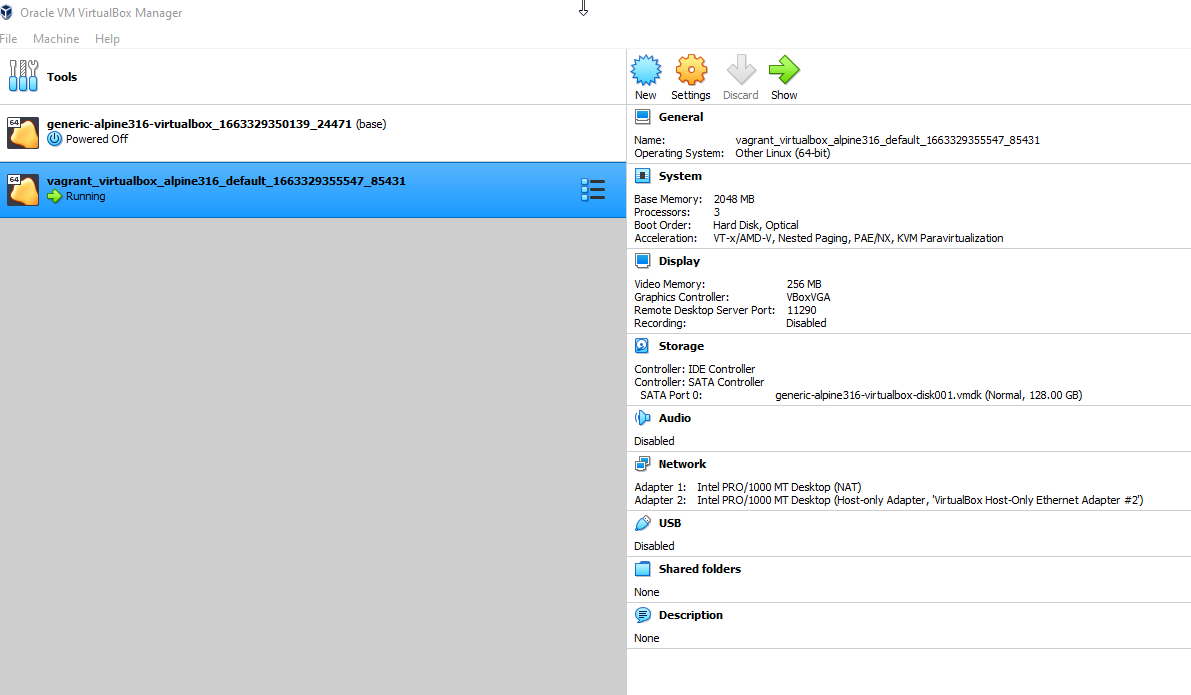 Oracle VM VirtualBox Manager
File Machine Help
Tools
64
generic-alpine316-virtualbox_1663329350139_24471 (base)
Powered Off
64
vagrant_virtualbox_alpine316_default_1663329355547_85431
Running
New Settings Discard Show
General
Name: vagrant_virtualbox_alpine316_default_1663329355547_85431
Operating System: Other Linux (64-bit)
System
Base Memory: 2048 MB
Processors: 3
Boot Order: Hard Disk, Optical
Acceleration: VT-x/AMD-V, Nested Paging, PAE/NX, KVM Paravirtualization
Display
Video Memory: 256 MB
Graphics Controller: VBoxVGA
Remote Desktop Server Port: 11290
Recording: Disabled
Storage
Controller: IDE Controller
Controller: SATA Controller
SATA Port 0: generic-alpine316-virtualbox-disk001.vmdk (Normal, 128.00 GB)
Audio
Disabled
Network
Adapter 1: Intel PRO/1000 MT Desktop (NAT)
Adapter 2: Intel PRO/1000 MT Desktop (Host-only Adapter, 'VirtualBox Host-Only Ethernet Adapter #2')
USB
Disabled
Shared folders
None
Description
None